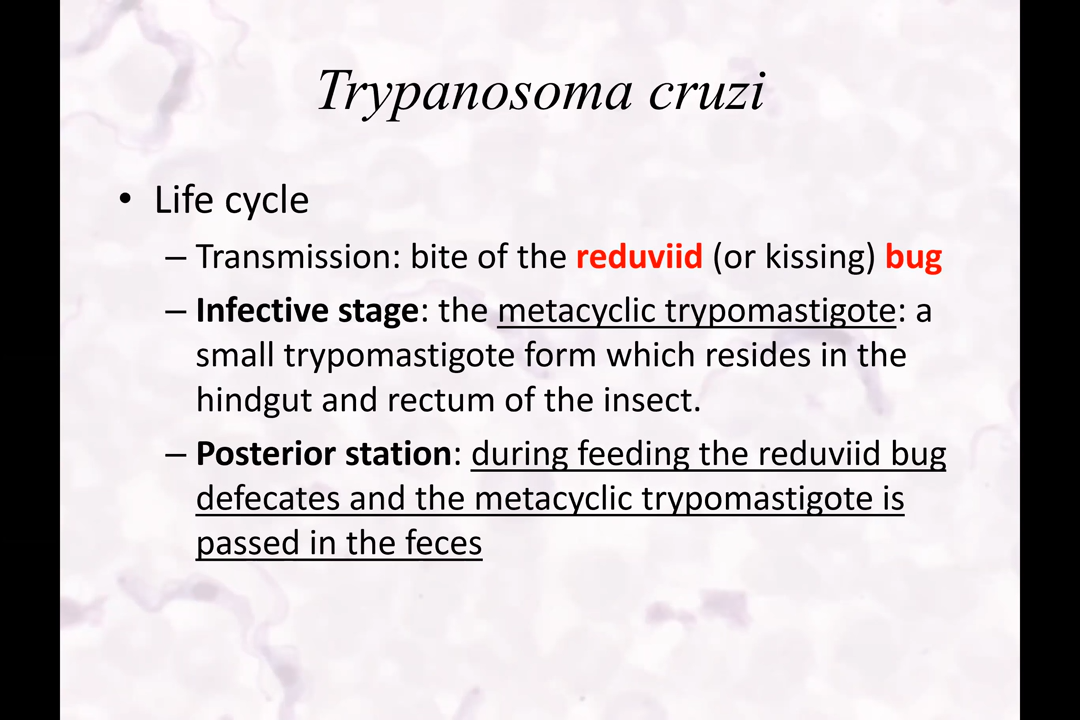 Trypanosoma cruzi
• Life cycle
– Transmission: bite of the reduviid (or kissing) bug
– Infective stage: the metacyclic trypomastigote: a
small trypomastigote form which resides in the
hindgut and rectum of the insect.
– Posterior station: during feeding the reduviid bug
defecates and the metacyclic trypomastigote is
passed in the feces